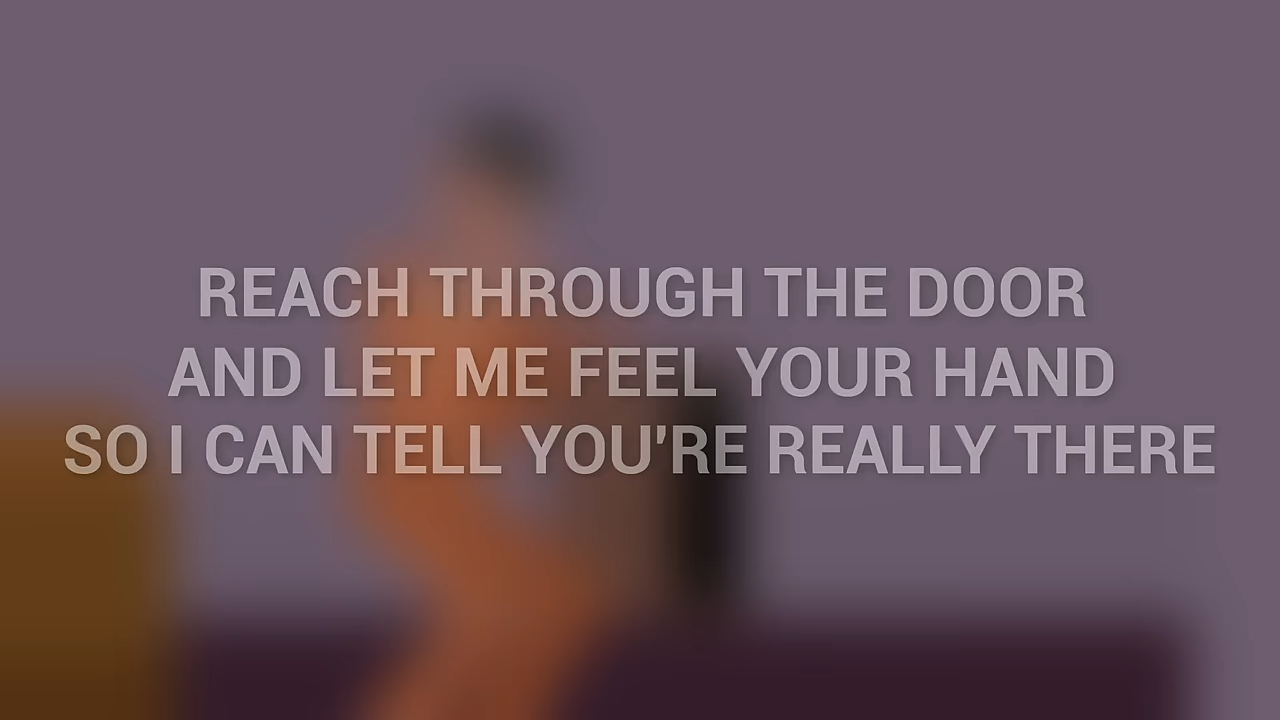 REACH THROUGH THE DOOR
AND LET ME FEEL YOUR HAND
SO I CAN TELL YOU'RE REALLY THERE